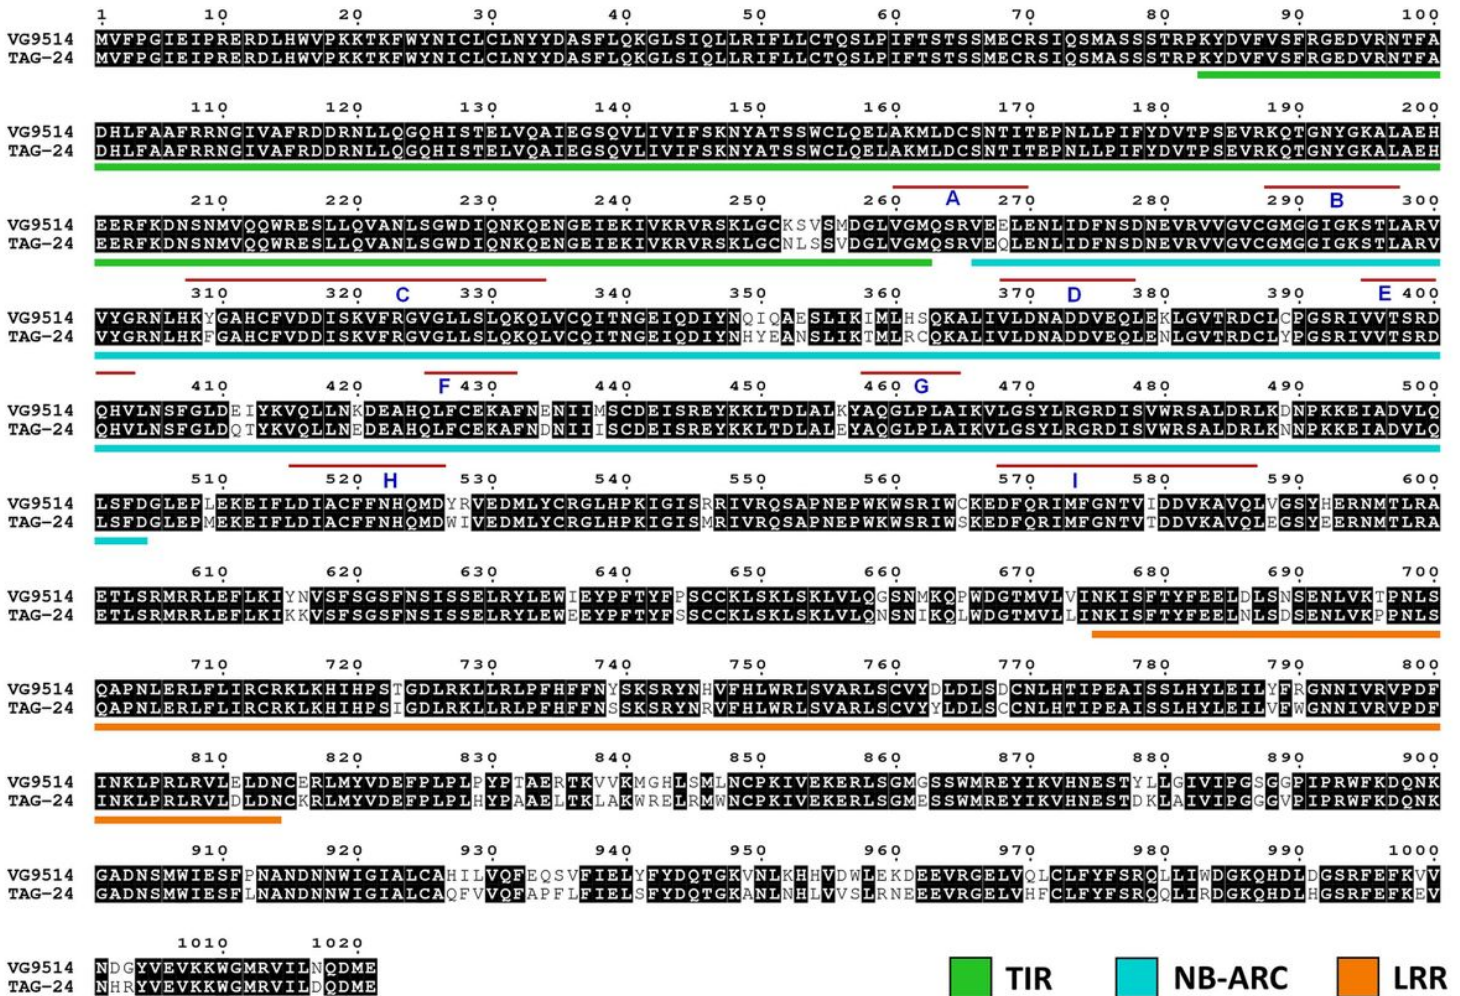 1 10 20 30 40 50 60 70 80 90 100
VG9514 MVFPGIEIPRERDLHWVPKKTKFWYNICLCLNYYDASFLQKGLSIQLLRIFLLCTQSLPIFTSTSSMECRSIQSMASSSTRPKYDVFVSFRGEDVRNTFA
TAG-24 MVFPGIEIPRERDLHWVPKKTKFWYNICLCLNYYDASFLQKGLSIQLLRIFLLCTQSLPIFTSTSSMECRSIQSMASSSTRPKYDVFVSFRGEDVRNTFA
110 120 130 140 150 160 170 180 190 200
VG9514 DHLFAAFRRNGIVAFRDDRNLLQGQHISTELVQAIEGSQVLIVIFSKNYATSSWCLQELAKMLDCSNTITEPNLLPIFYDVTPSEVRKQTGNYGKALAEH
TAG-24 DHLFAAFRRNGIVAFRDDRNLLQGQHISTELVQAIEGSQVLIVIFSKNYATSSWCLQELAKMLDCSNTITEPNLLPIFYDVTPSEVRKQTGNYGKALAEH
A B
210 220 230 240 250 260 270 280 290 300
VG9514 EERFKDNSNMVQQWRESLLQVANLSGWDIQNKQENGEIEKIVKRVRSKLGCKSVSMDGLVGMQSRVEELENLIDFNSDNEVRVVGVCGMGGIGKSTLARV
TAG-24 EERFKDNSNMVQQWRESLLQVANLSGWDIQNKQENGEIEKIVKRVRSKLGCNLSSVDGLVGMQSRVEQLENLIDFNSDNEVRVVGVCGMGGIGKSTLARV
C D E
310 320 330 340 350 360 370 380 390 400
VG9514 VYGRNLHKYGAHCFVDDISKVFRGVGLLSLQKQLVCQITNGEIQDIYNQIQAESLIKIMLHSQKALIVLDNADDVEQLEKLGVTRDCLCPGSRIVVTSRD
TAG-24 VYGRNLHKFGAHCFVDDISKVFRGVGLLSLQKQLVCQITNGEIQDIYNHYEANSLIKTMLRCQKALIVLDNADDVEQLENLGVTRDCLYPGSRIVVTSRD
F G
410 420 430 440 450 460 470 480 490 500
VG9514 QHVLNSFGLDEIYKVQLLNKDEAHQLFCEKAFNENIIMSCDEISREYKKLTDLALKYAQGLPLAIKVLGSYLRGRDISVWRSALDRLKDNPKKEIADVLQ
TAG-24 QHVLNSFGLDQTYKVQLLNEDEAHQLFCEKAFNDNIIISCDEISREYKKLTDLALEYAQGLPLAIKVLGSYLRGRDISVWRSALDRLKNNPKKEIADVLQ
H I
510 520 530 540 550 560 570 580 590 600
VG9514 LSFDGLEPLEKEIFLDIACFFNHQMDYRVEDMLYCRGLHPKIGISRRIVRQSAPNEPWKWSRIWCKEDFQRIMFGNTVIDDVKAVQLVGSYHERNMTLRA
TAG-24 LSFDGLEPMEKEIFLDIACFFNHQMDWIVEDMLYCRGLHPKIGISMRIVRQSAPNEPWKWSRIWSKEDFQRIMFGNTVTDDVKAVQLEGSYEERNMTLRA
610 620 630 640 650 660 670 680 690 700
VG9514 ETLSRMRRLEFLKIYNVSFSGSFNSISSELRYLEWIEYPFTYFPSCCKLSKLSKLVLQGSNMKQPWDGTMVLVINKISFTYFEELDLSNSENLVKTPNLS
TAG-24 ETLSRMRRLEFLKIKKVSFSGSFNSISSELRYLEWEEYPFTYFSSCCKLSKLSKLVLQNSNIKQLWDGTMVLLINKISFTYFEELNLSDSENLVKPPNLS
710 720 730 740 750 760 770 780 790 800
VG9514 QAPNLERLFLIRCRKLKHIHPSTGDLRKLLRLPFHFFNYSKSRYNHVFHLWRLSVARLSCVYDLDLSDCNLHTIPEAISSLHYLEILYFRGNNIVRVPDF
TAG-24 QAPNLERLFLIRCRKLKHIHPSIGDLRKLLRLPFHFFNSSKSRYNRVFHLWRLSVARLSCVYYLDLSCCNLHTIPEAISSLHYLEILVFWGNNIVRVPDF
810 820 830 840 850 860 870 880 890 900
VG9514 INKLPRLRVLELDNCERLMYVDEFPLPLPYPTAERTKVVKMGHLSMLNCPKIVEKERLSGMGSSWMREYIKVHNESTYLLGIVIPGSGGPIPRWFKDQNK
TAG-24 INKLPRLRVLDLDNCKRLMYVDEFPLPLHYPAAELTKLAKWRELRMWNCPKIVEKERLSGMESSWMREYIKVHNESTDKLAIVIPGGGVPIPRWFKDQNK
910 920 930 940 950 960 970 980 990 1000
VG9514 GADNSMWIESFPNANDNNWIGIALCAHILVQFEQSVFIELYFYDQTGKVNLKHHVDWLEKDEEVRGELVQLCLFYFSRQLLIWDGKQHDLDGSRFEFKVV
TAG-24 GADNSMWIESFLNANDNNWIGIALCAQFVVQFAPFLFIELSFYDQTGKANLNHLVVSLRNEEEVRGELVHFCLFYFSRQQLIRDGKQHDLHGSRFEFKEV
1010 1020
VG9514 NDGYVEVKKWGMRVILNQDME
TAG-24 NHRYVEVKKWGMRVILDQDME
TIR NB-ARC LRR